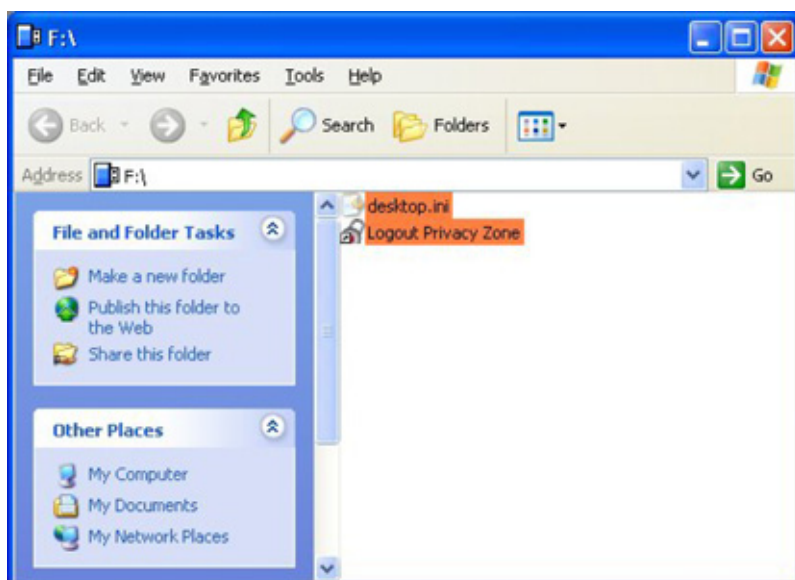 F:\
File Edit View Favorites Tools Help
Back Search Folders
Address F:\ Go
File and Folder Tasks
Make a new folder
Publish this folder to
the Web
Share this folder
Other Places
My Computer
My Documents
My Network Places
desktop.ini
Logout Privacy Zone